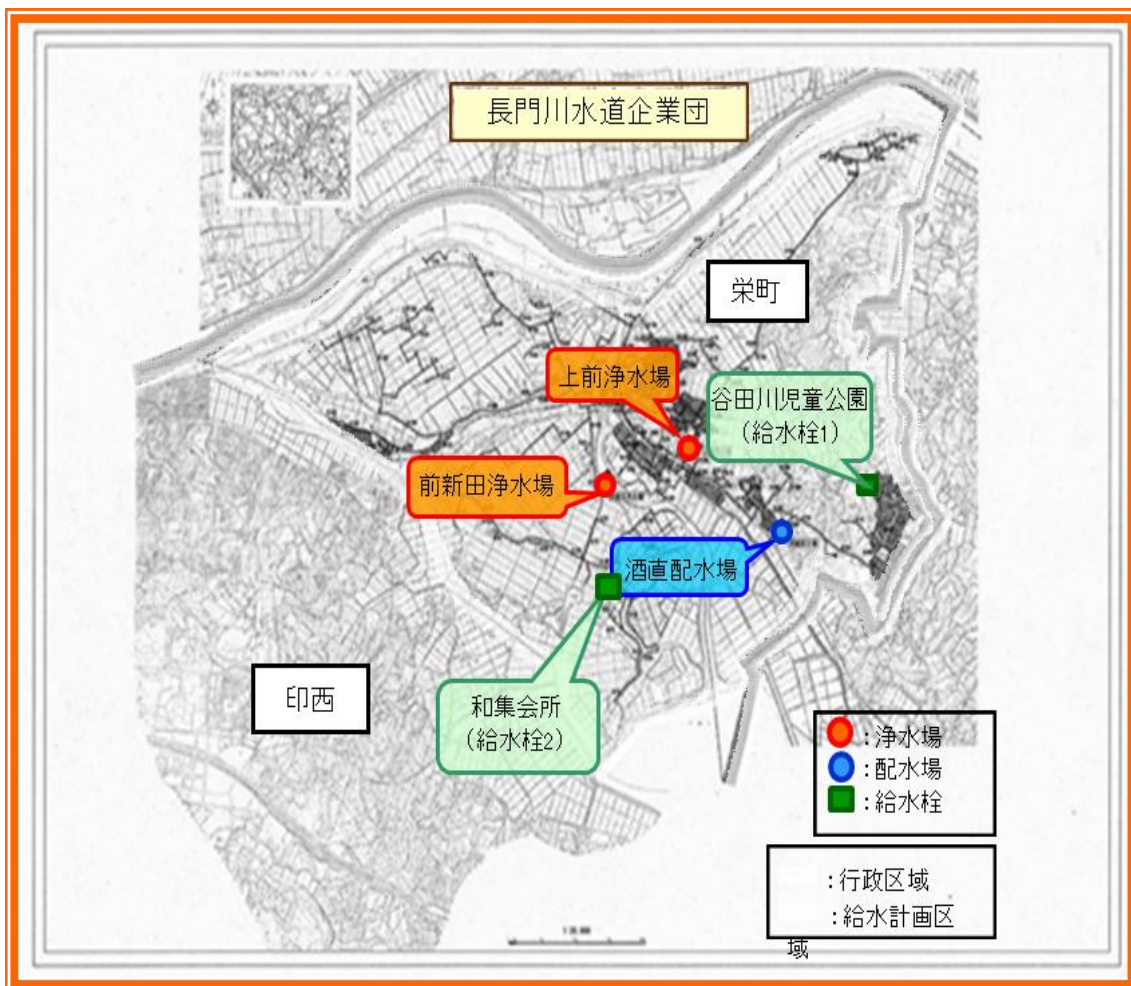 長門川水道企業団
栄町
上前浄水場
谷田川児童公園
(給水栓1)
前新田浄水場
酒直配水場
印西
和集会所
(給水栓2)
:浄水場
:配水場
:給水栓
:行政区域
:給水計画区
域